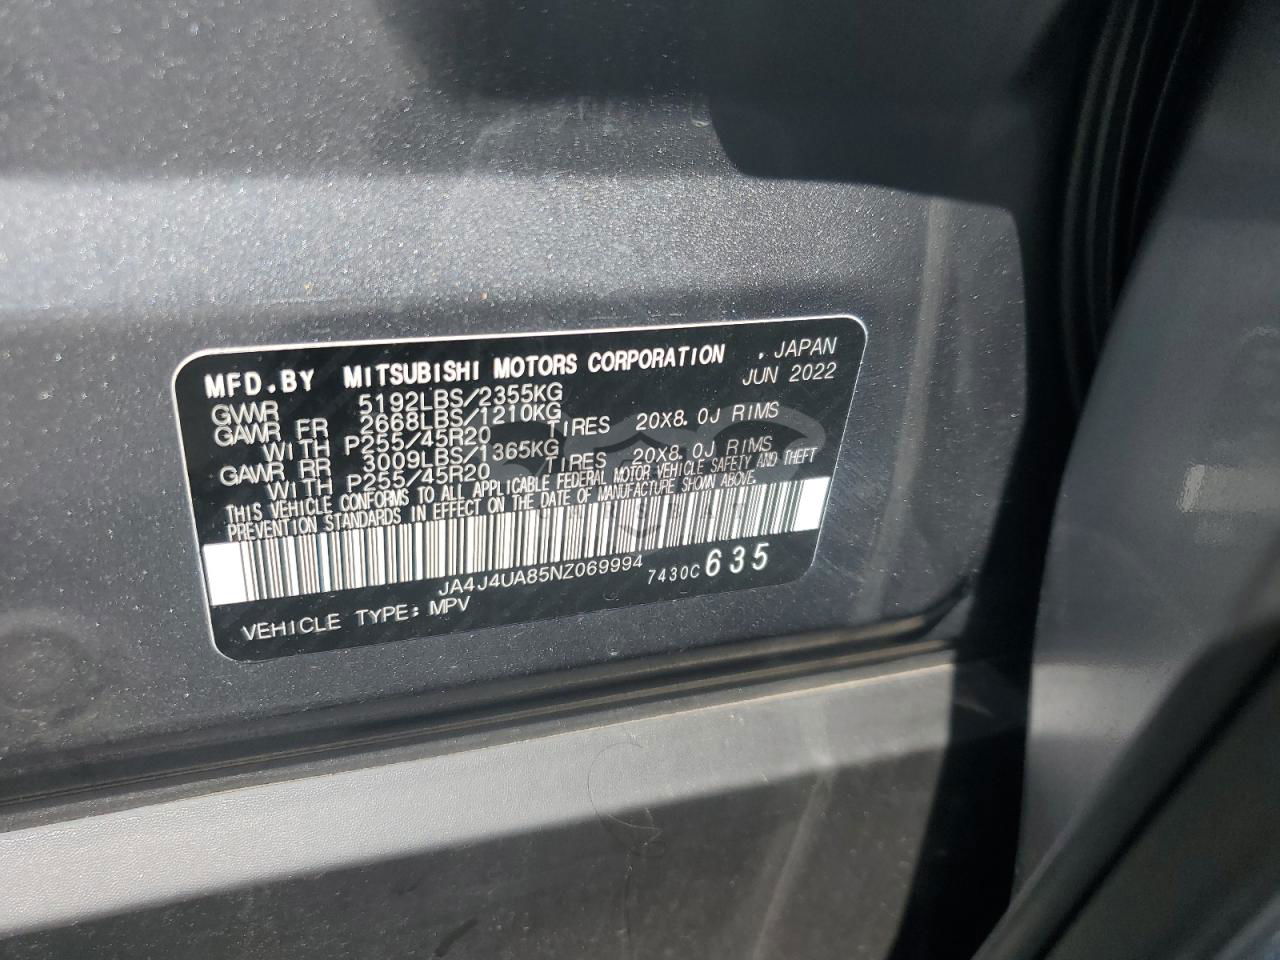 MFD.BY MITSUBISHI MOTORS CORPORATION . JAPAN
JUN 2022
GVWR 5192LBS/2355KG
GAWR FR 2668LBS/1210KG
WITH P255/45R20 TIRES 20X8.0J RIMS
GAWR RR 3009LBS/1365KG
WITH P255/45R20 TIRES 20X8.0J RIMS
THIS VEHICLE CONFORMS TO ALL APPLICABLE FEDERAL MOTOR VEHICLE SAFETY AND THEFT
PREVENTION STANDARDS IN EFFECT ON THE DATE OF MANUFACTURE SHOWN ABOVE.
JA4J4UA85NZ069994 7430C 635
VEHICLE TYPE: MPV